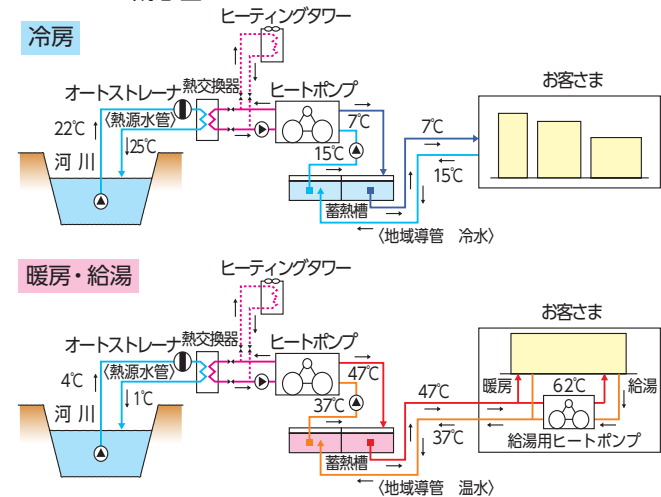 ヒーティングタワー
冷房
オートストレーナ
熱交換器
ヒートポンプ
お客さま
22℃
〈熱源水管〉
25℃
河川
7℃
15℃
7℃
15℃
蓄熱槽
〈地域導管 冷水〉
暖房・給湯
ヒーティングタワー
オートストレーナ
熱交換器
ヒートポンプ
お客さま
4℃
〈熱源水管〉
1℃
河川
47℃
37℃
47℃
37℃
暖房
62℃
給湯
給湯用ヒートポンプ
蓄熱槽
〈地域導管 温水〉